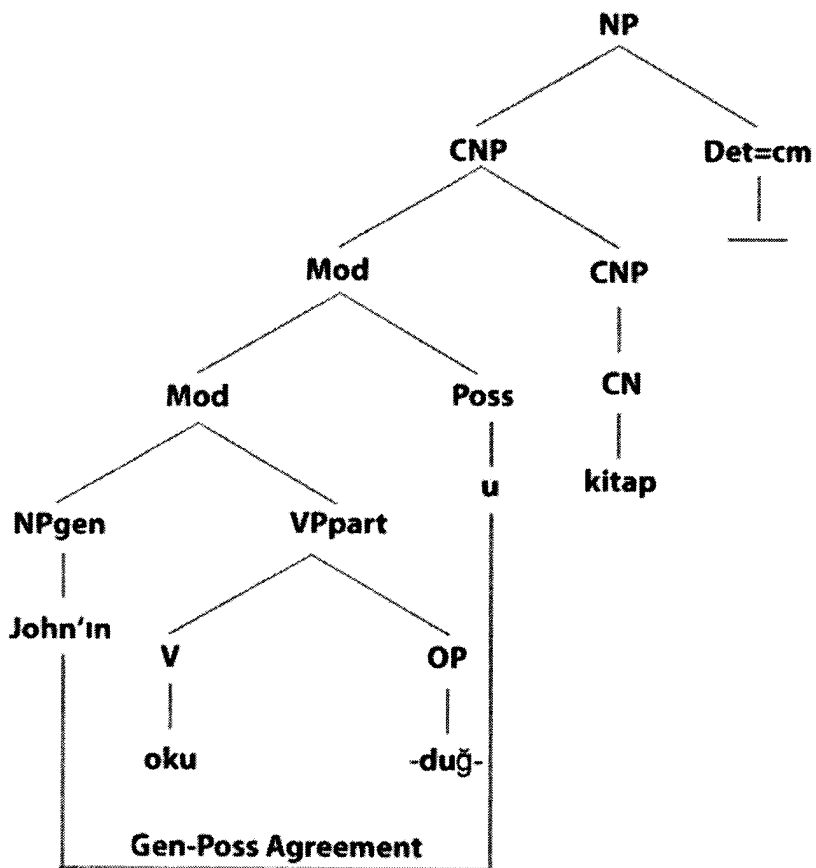 NP
CNP Det=cm
Mod CNP
Mod Poss CN
u kitap
NPgen VPpart
John'ın V OP
oku -duğ-
Gen-Poss Agreement